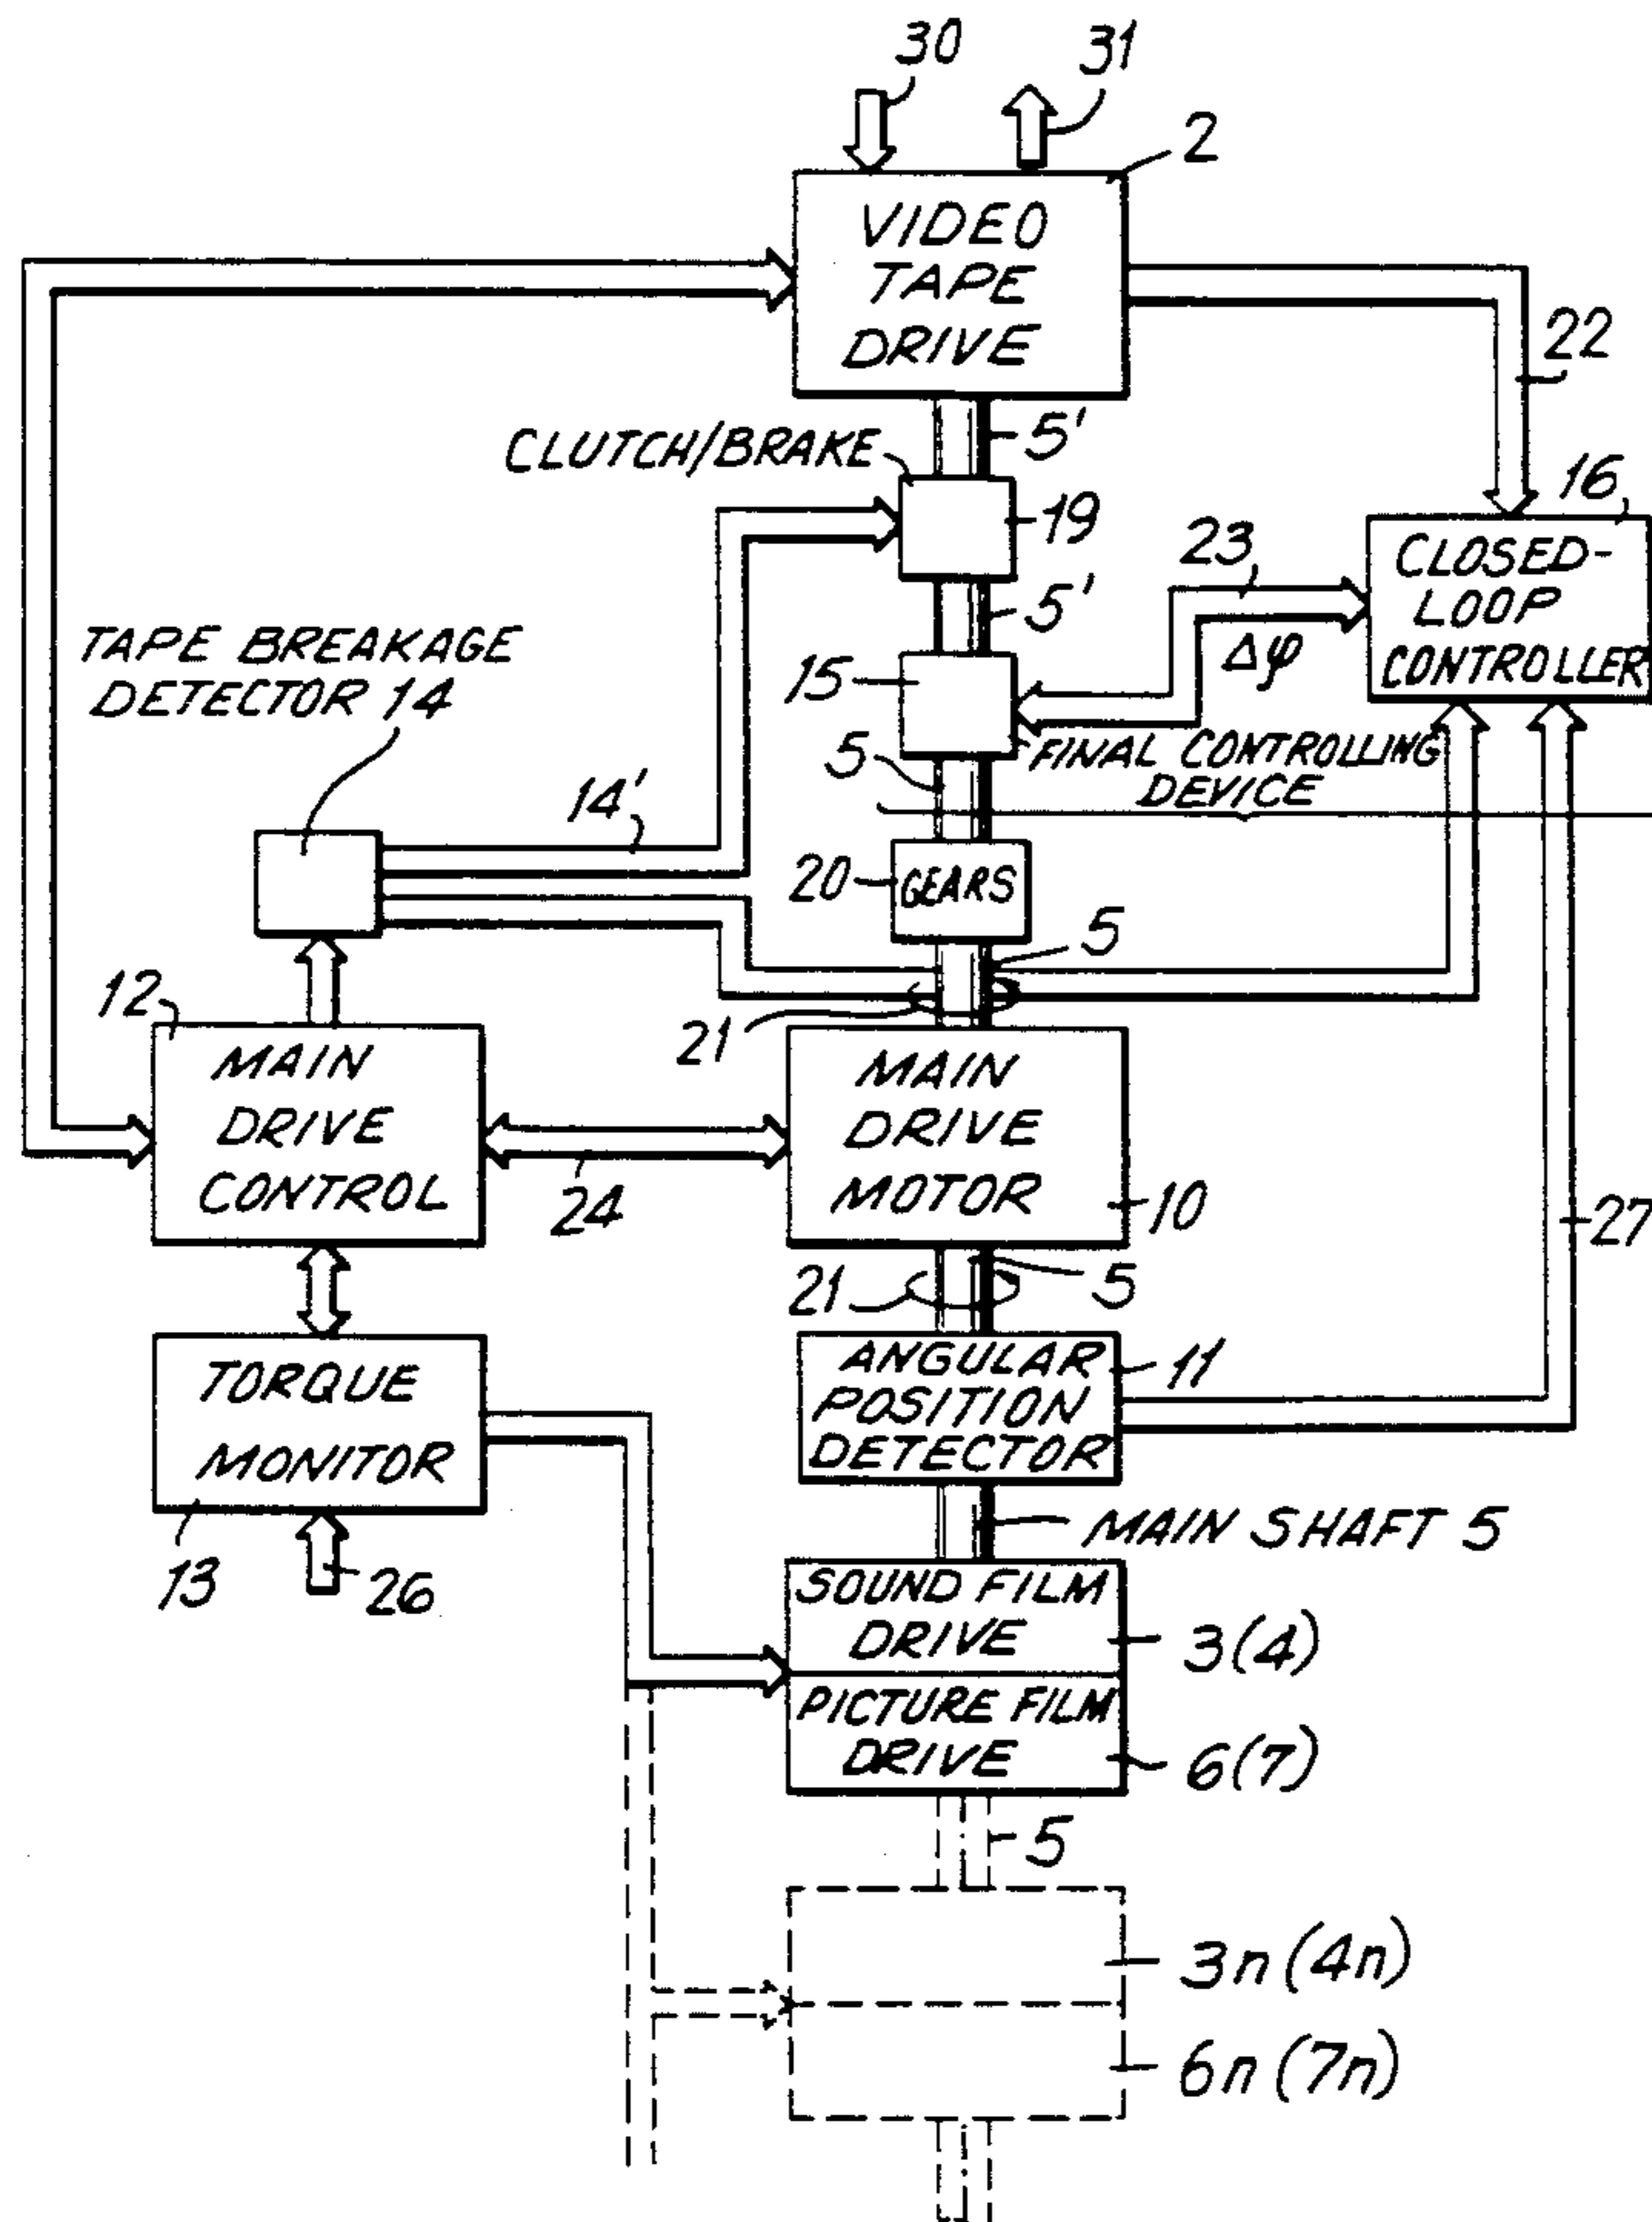 30
31
2
VIDEO
TAPE
DRIVE
22
5'
CLUTCH/BRAKE
19
16
23
CLOSED-
LOOP
CONTROLLER
5'
Δφ
TAPE BREAKAGE
DETECTOR 14
15
FINAL CONTROLLING
DEVICE
5
14'
20
GEARS
5
12
21
MAIN
DRIVE
CONTROL
MAIN
DRIVE
MOTOR
24
10
27
21
5
TORQUE
MONITOR
ANGULAR
POSITION
DETECTOR
11
13
26
MAIN SHAFT 5
SOUND FILM
DRIVE
3(4)
PICTURE FILM
DRIVE
6(7)
5
3n(4n)
6n(7n)